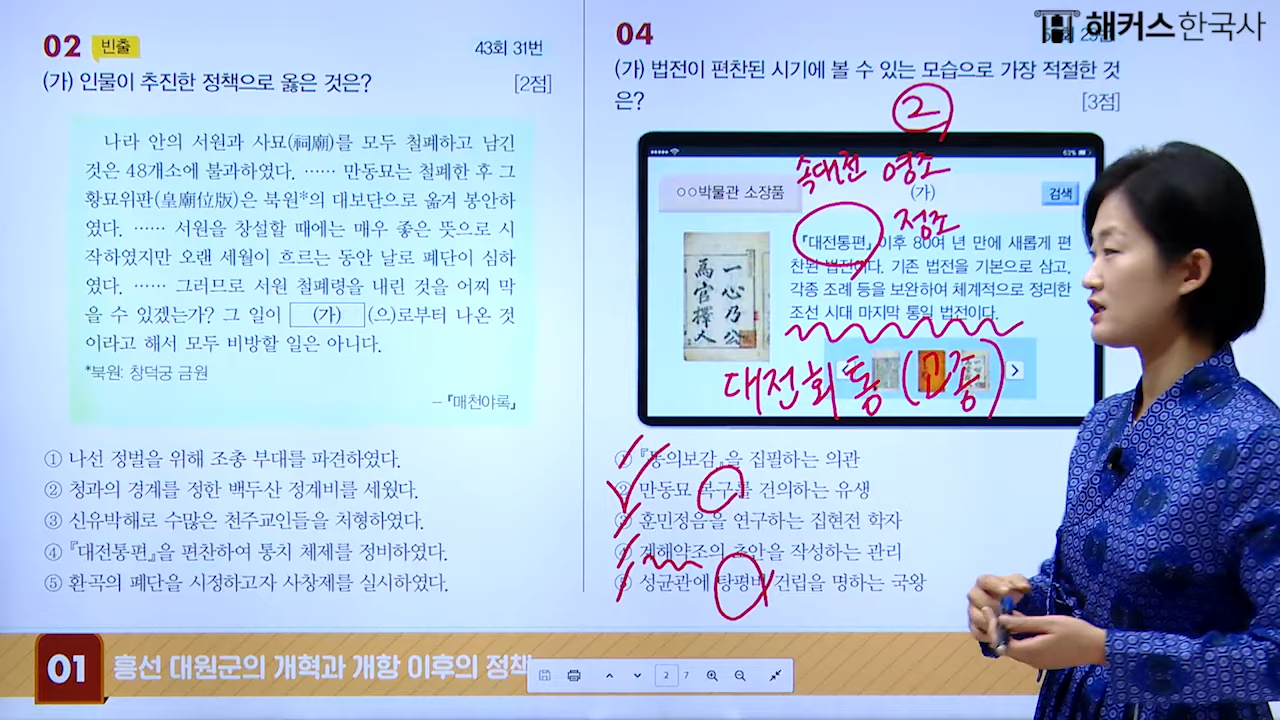 해커스한국사
02 빈출 43회 31번
(가) 인물이 추진한 정책으로 옳은 것은? [2점]
나라 안의 서원과 사묘(祠廟)를 모두 철폐하고 남긴
것은 48개소에 불과하였다. …… 만동묘는 철폐한 후 그
황묘위판(皇廟位版)은 북원*의 대보단으로 옮겨 봉안하
였다. …… 서원을 창설할 때에는 매우 좋은 뜻으로 시
작하였지만 오랜 세월이 흐르는 동안 날로 폐단이 심하
였다. …… 그러므로 서원 철폐령을 내린 것을 어찌 막
을 수 있겠는가? 그 일이 (가) (으)로부터 나온 것
이라고 해서 모두 비방할 일은 아니다.
*북원: 창덕궁 금원
-『매천야록』
① 나선 정벌을 위해 조총 부대를 파견하였다.
② 청과의 경계를 정한 백두산 정계비를 세웠다.
③ 신유박해로 수많은 천주교인들을 처형하였다.
④ 『대전통편』을 편찬하여 통치 체제를 정비하였다.
⑤ 환곡의 폐단을 시정하고자 사창제를 실시하였다.
04
(가) 법전이 편찬된 시기에 볼 수 있는 모습으로 가장 적절한 것
은? [3점]
②
63%
속대전 영조
○○박물관 소장품 (가) 검색
정조
『대전통편』 이후 80여 년 만에 새롭게 편
찬된 법전이다. 기존 법전을 기본으로 삼고,
각종 조례 등을 보완하여 체계적으로 정리한
조선 시대 마지막 통일 법전이다.
一心乃公
爲官擇人
대전회통 (고종)
① 『동의보감』을 집필하는 의관
② 만동묘 복구를 건의하는 유생
③ 훈민정음을 연구하는 집현전 학자
④ 계해약조의 초안을 작성하는 관리
⑤ 성균관에 탕평비 건립을 명하는 국왕
01 흥선 대원군의 개혁과 개항 이후의 정책
2 7